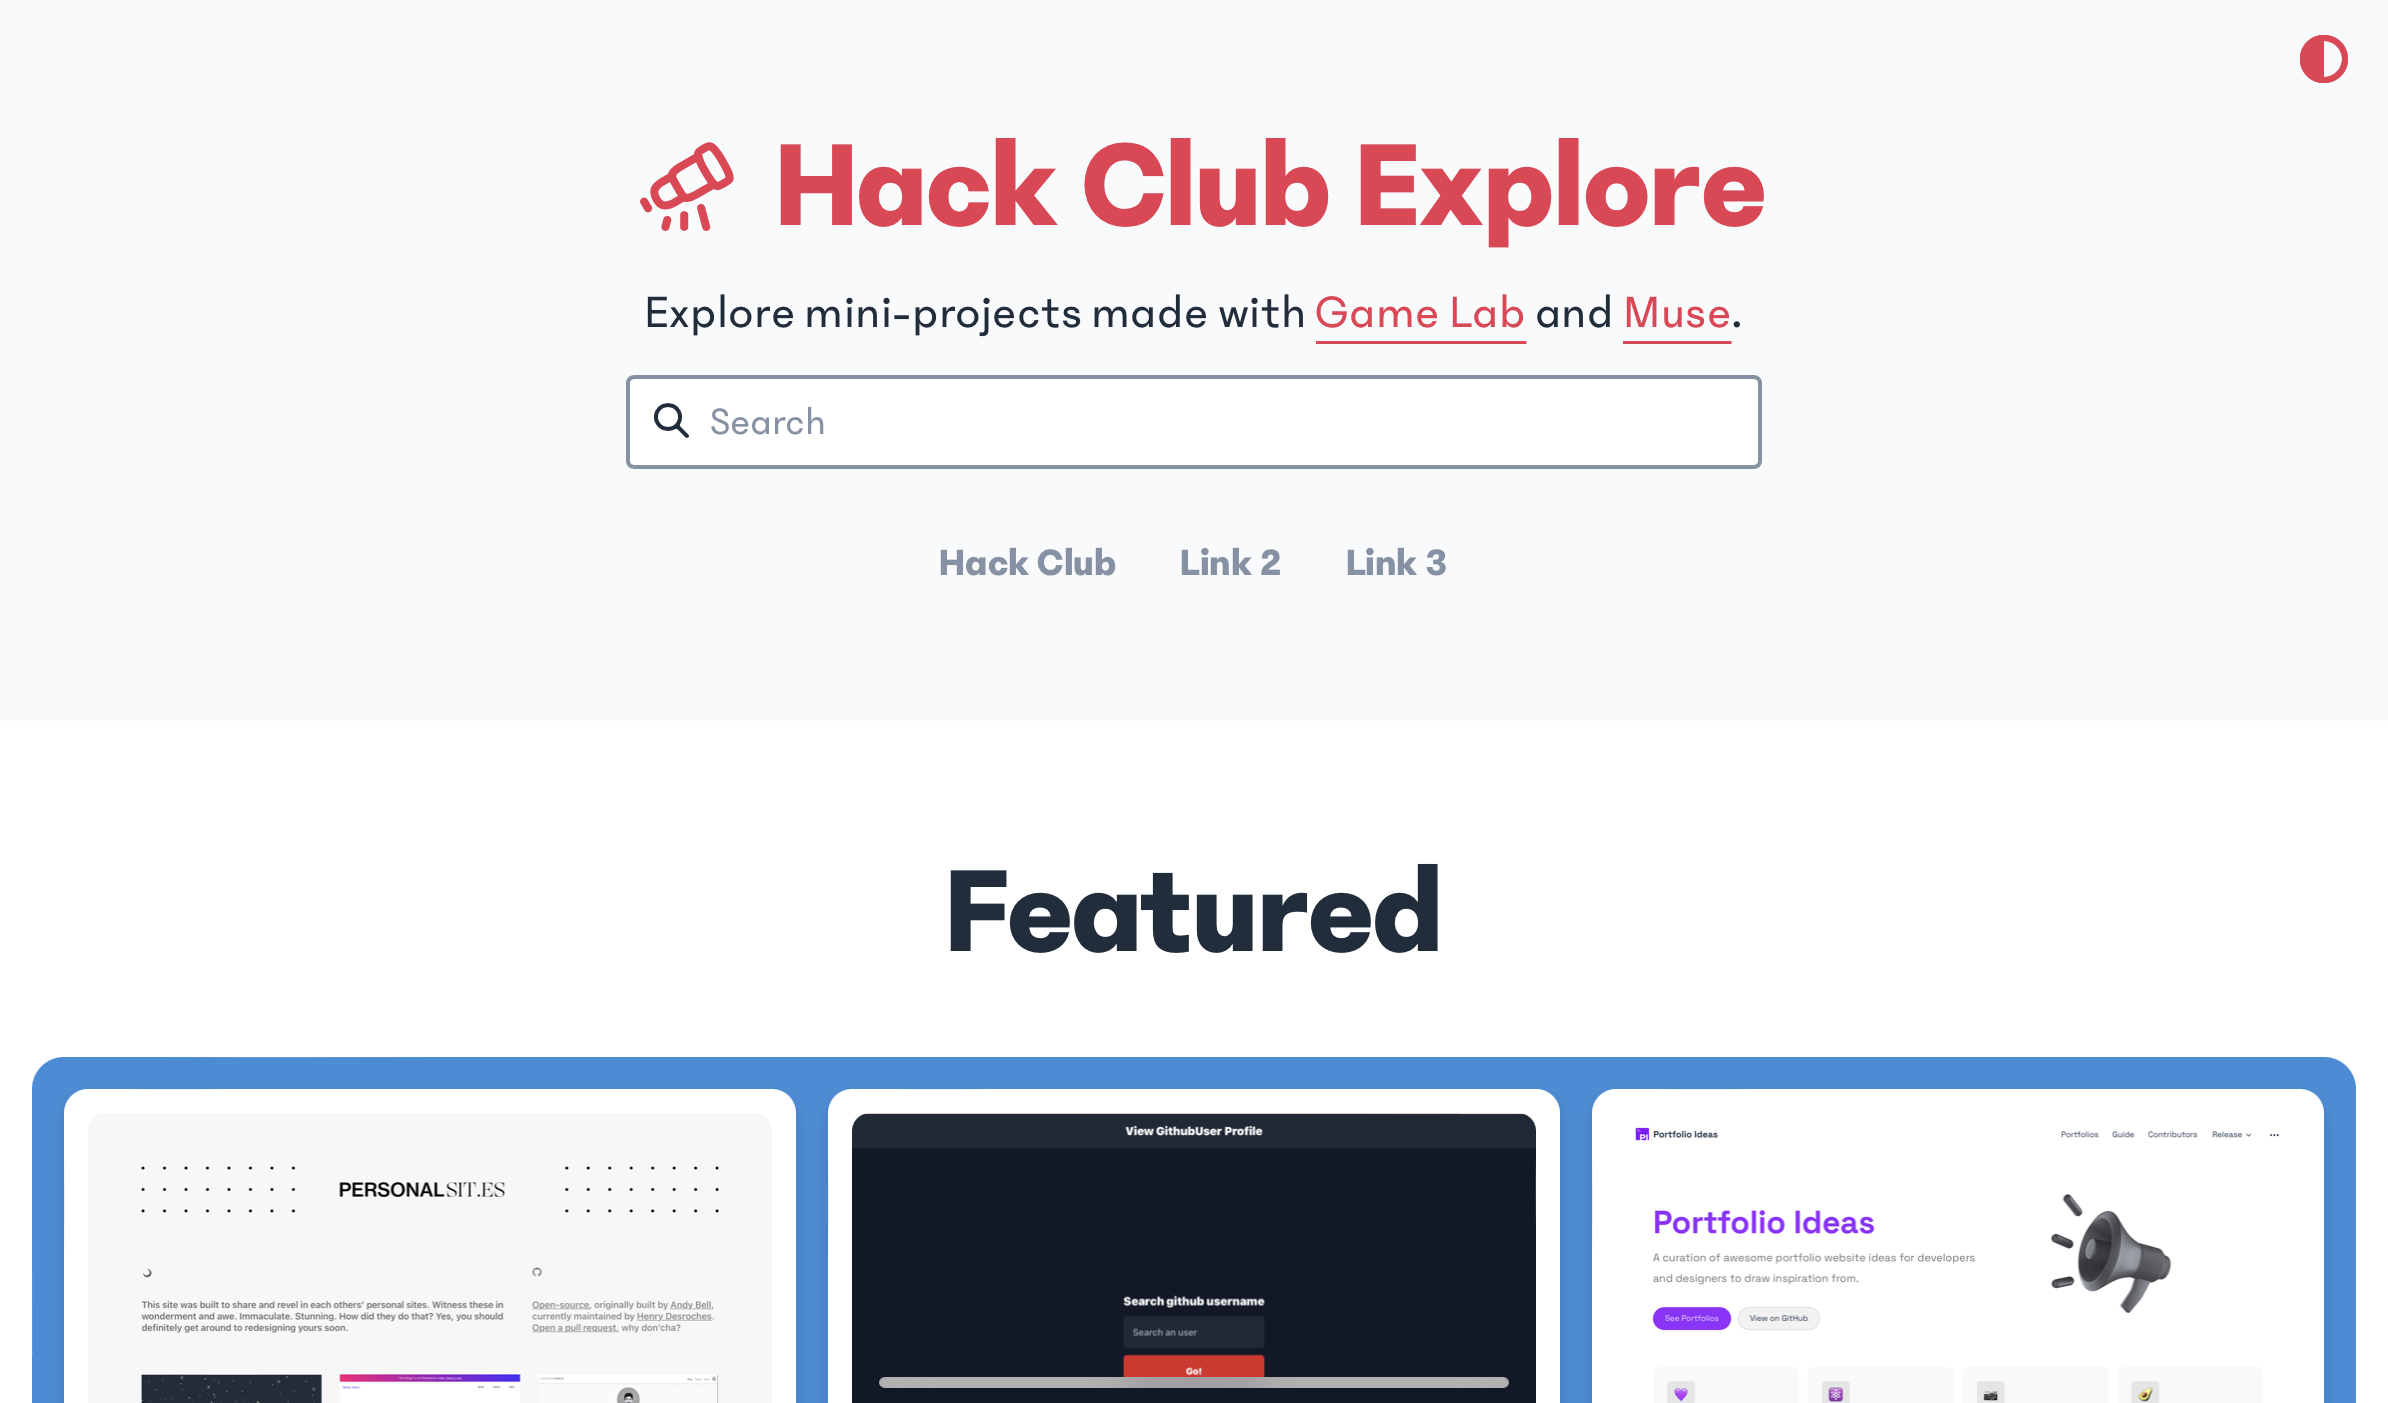 Hack Club Explore
Explore mini-projects made with Game Lab and Muse.
Search
Hack Club Link 2 Link 3
Featured
PERSONALSIT.ES
This site was built to share and revel in each others' personal sites. Witness these in
wonderment and awe. Immaculate. Stunning. How did they do that? Yes, you should
definitely get around to redesigning yours soon.
Open-source, originally built by Andy Bell,
currently maintained by Henry Desroches.
Open a pull request, why don'cha?
View GithubUser Profile
Search github username
Search an user
Go!
Portfolio Ideas
Portfolios Guide Contributors Release
Portfolio Ideas
A curation of awesome portfolio website ideas for developers
and designers to draw inspiration from.
See Portfolios View on GitHub